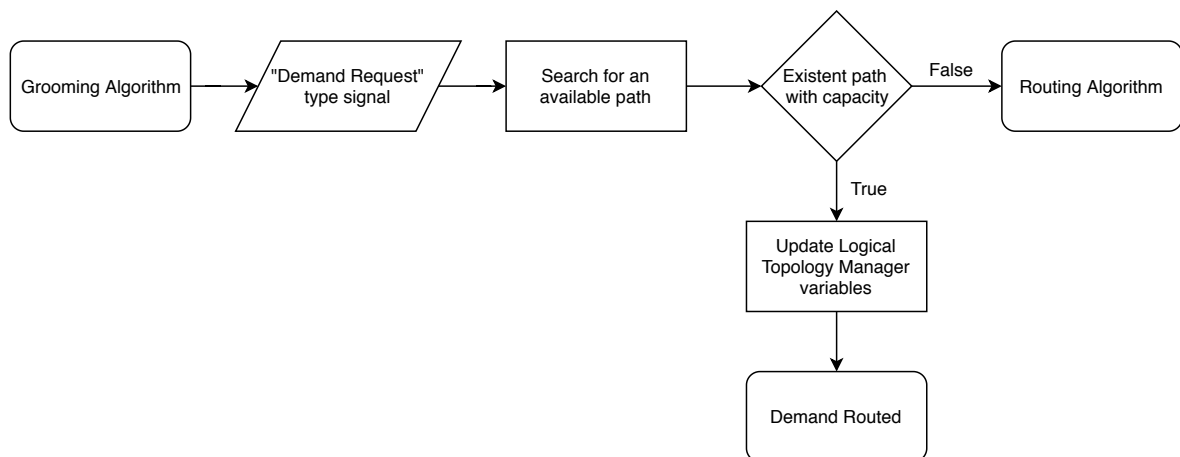 Grooming Algorithm
"Demand Request"
type signal
Search for an
available path
Existent path
with capacity
False
Routing Algorithm
True
Update Logical
Topology Manager
variables
Demand Routed